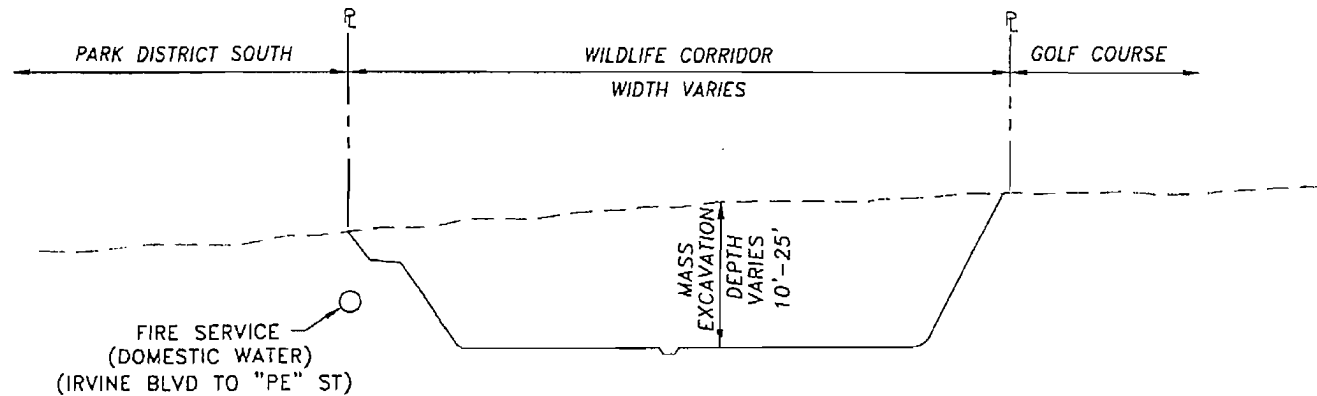 ℄ ℄
PARK DISTRICT SOUTH WILDLIFE CORRIDOR GOLF COURSE
WIDTH VARIES
MASS
EXCAVATION
DEPTH
VARIES
10'-25'
FIRE SERVICE
(DOMESTIC WATER)
(IRVINE BLVD TO "PE" ST)